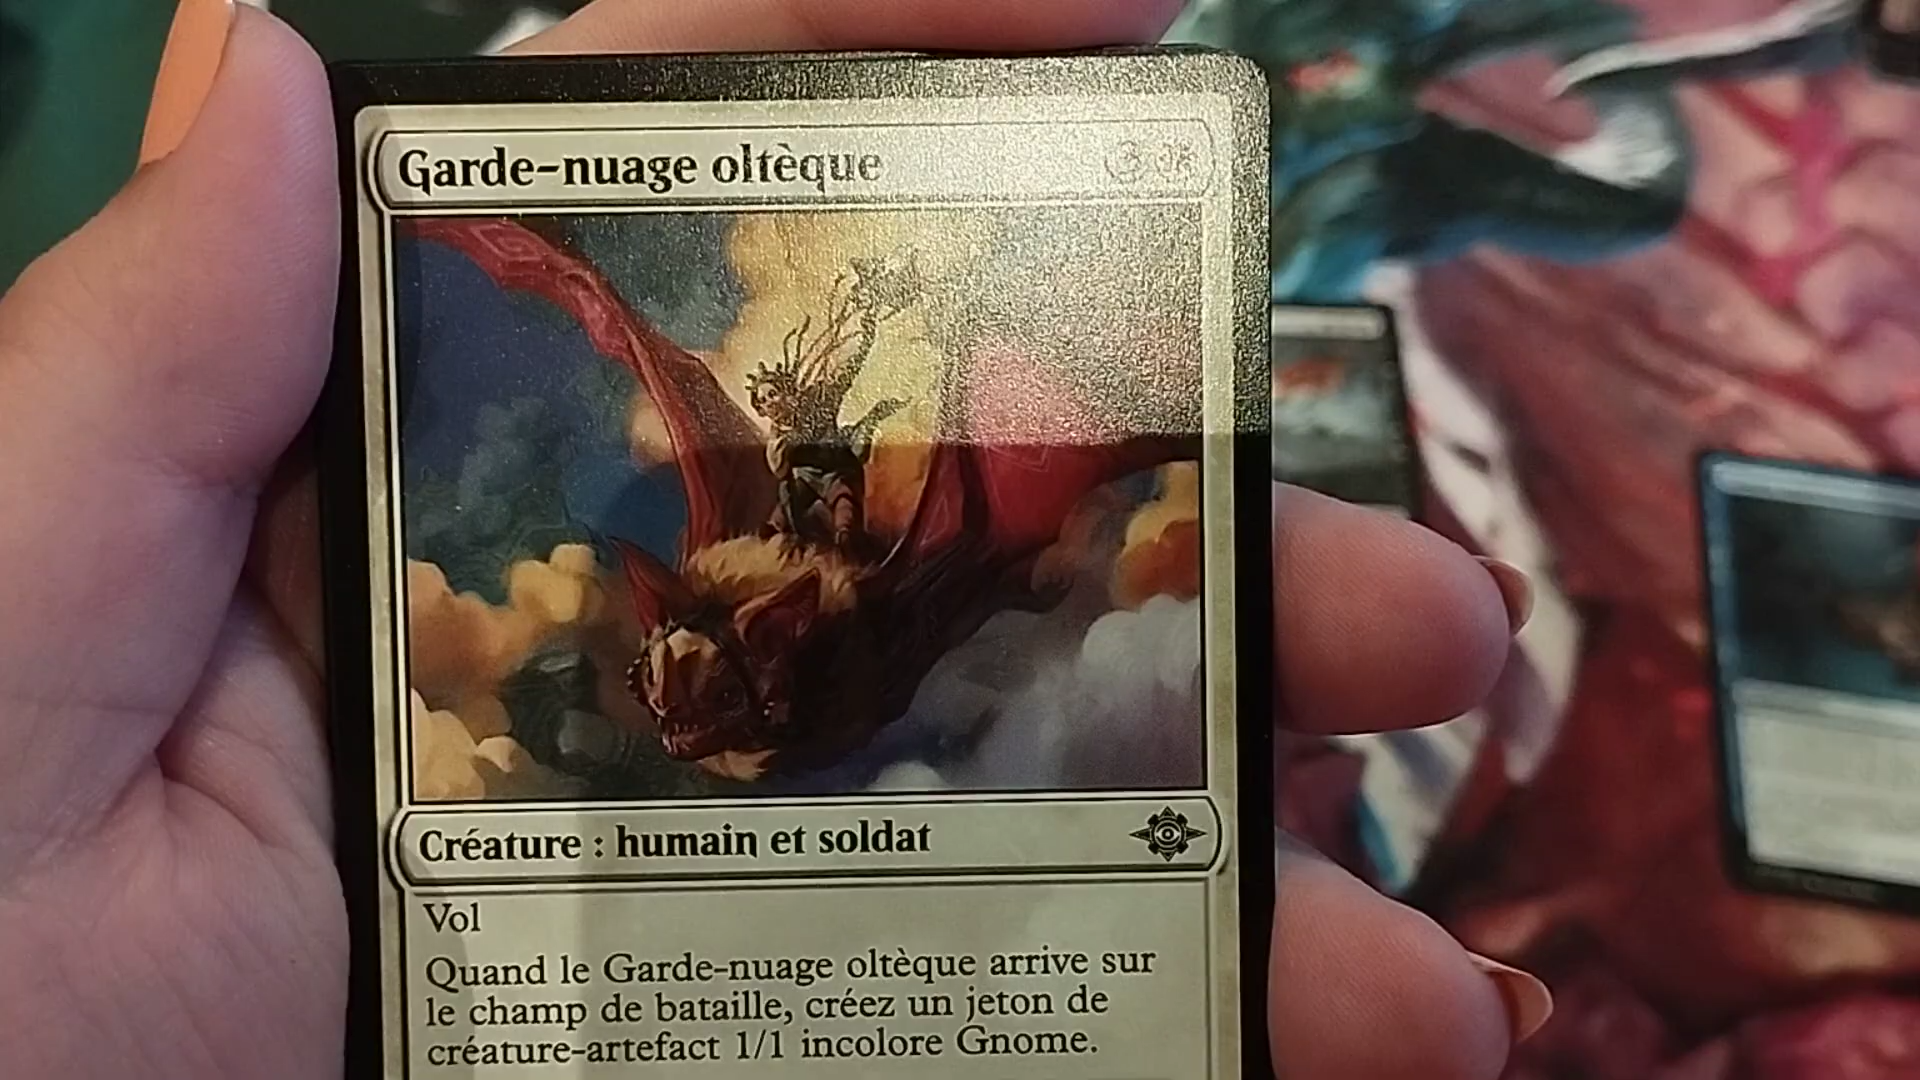 Garde-nuage oltèque
Créature : humain et soldat
Vol
Quand le Garde-nuage oltèque arrive sur
le champ de bataille, créez un jeton de
créature-artefact 1/1 incolore Gnome.